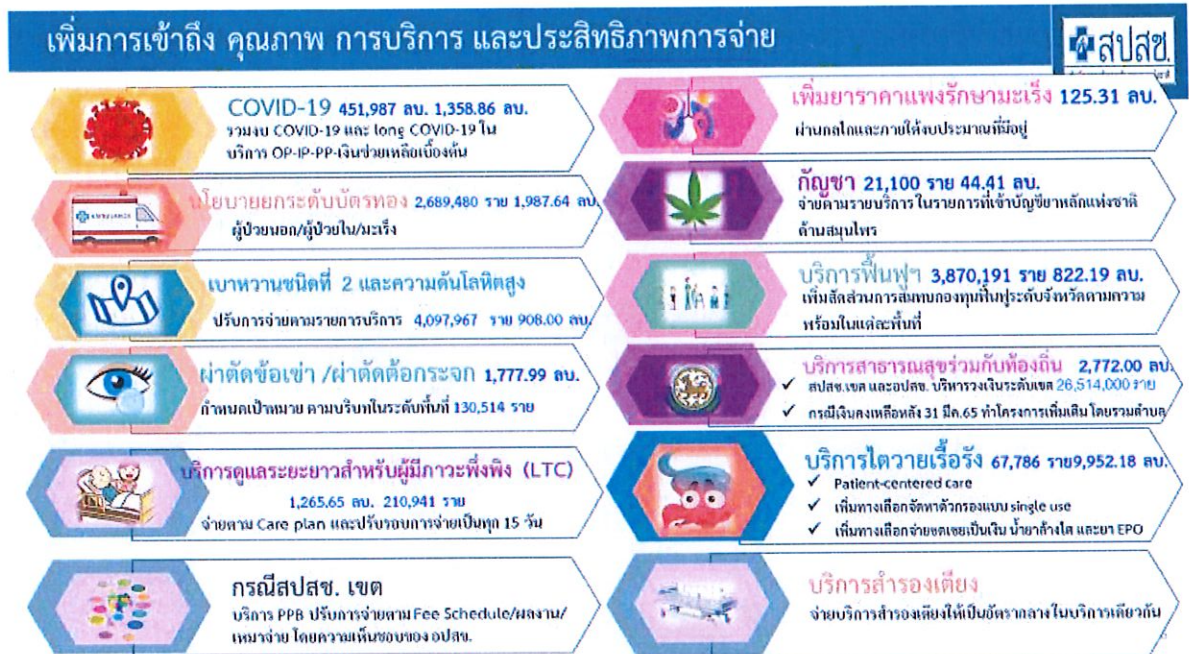 เพิ่มการเข้าถึง คุณภาพ การบริการ และประสิทธิภาพการจ่าย
สปสช.
COVID-19 451,987 ลบ. 1,358.86 ลบ.
รวมงบ COVID-19 และ long COVID-19 ใน
บริการ OP-IP-PP-เงินช่วยเหลือเบื้องต้น
AMBULANCE
นโยบายยกระดับบัตรทอง 2,689,480 ราย 1,987.64 ลบ.
ผู้ป่วยนอก/ผู้ป่วยใน/มะเร็ง
เบาหวานชนิดที่ 2 และความดันโลหิตสูง
ปรับการจ่ายตามรายการบริการ 4,097,967 ราย 908.00 ลบ.
ผ่าตัดข้อเข่า /ผ่าตัดต้อกระจก 1,777.99 ลบ.
กำหนดเป้าหมาย ตามบริบทในระดับพื้นที่ 130,514 ราย
บริการดูแลระยะยาวสำหรับผู้มีภาวะพึ่งพิง (LTC)
1,265.65 ลบ. 210,941 ราย
จ่ายตาม Care plan และปรับรอบการจ่ายเป็นทุก 15 วัน
กรณีสปสช. เขต
บริการ PPB ปรับการจ่ายตาม Fee Schedule/ผลงาน/
เหมาจ่าย โดยความเห็นชอบของ อปสข.
เพิ่มยาราคาแพงรักษามะเร็ง 125.31 ลบ.
ผ่านกลไกและภายใต้งบประมาณที่มีอยู่
กัญชา 21,100 ราย 44.41 ลบ.
จ่ายตามรายบริการ ในรายการที่เข้าบัญชียาหลักแห่งชาติ
ด้านสมุนไพร
บริการฟื้นฟูฯ 3,870,191 ราย 822.19 ลบ.
เพิ่มสัดส่วนการสมทบกองทุนฟื้นฟูระดับจังหวัดตามความ
พร้อมในแต่ละพื้นที่
บริการสาธารณสุขร่วมกับท้องถิ่น 2,772.00 ลบ.
✓ สปสช.เขต และอปสข. บริหารวงเงินระดับเขต 26,514,000 ราย
✓ กรณีเงินคงเหลือหลัง 31 มีค.65 ทำโครงการเพิ่มเติม โดยรวมตำบล
บริการไตวายเรื้อรัง 67,786 ราย9,952.18 ลบ.
✓ Patient-centered care
✓ เพิ่มทางเลือกจัดหาตัวกรองแบบ single use
✓ เพิ่มทางเลือกจ่ายชดเชยเป็นเงิน น้ำยาล้างไต และยา EPO
บริการสำรองเตียง
จ่ายบริการสำรองเตียงให้เป็นอัตรากลาง ในบริการเดียวกัน